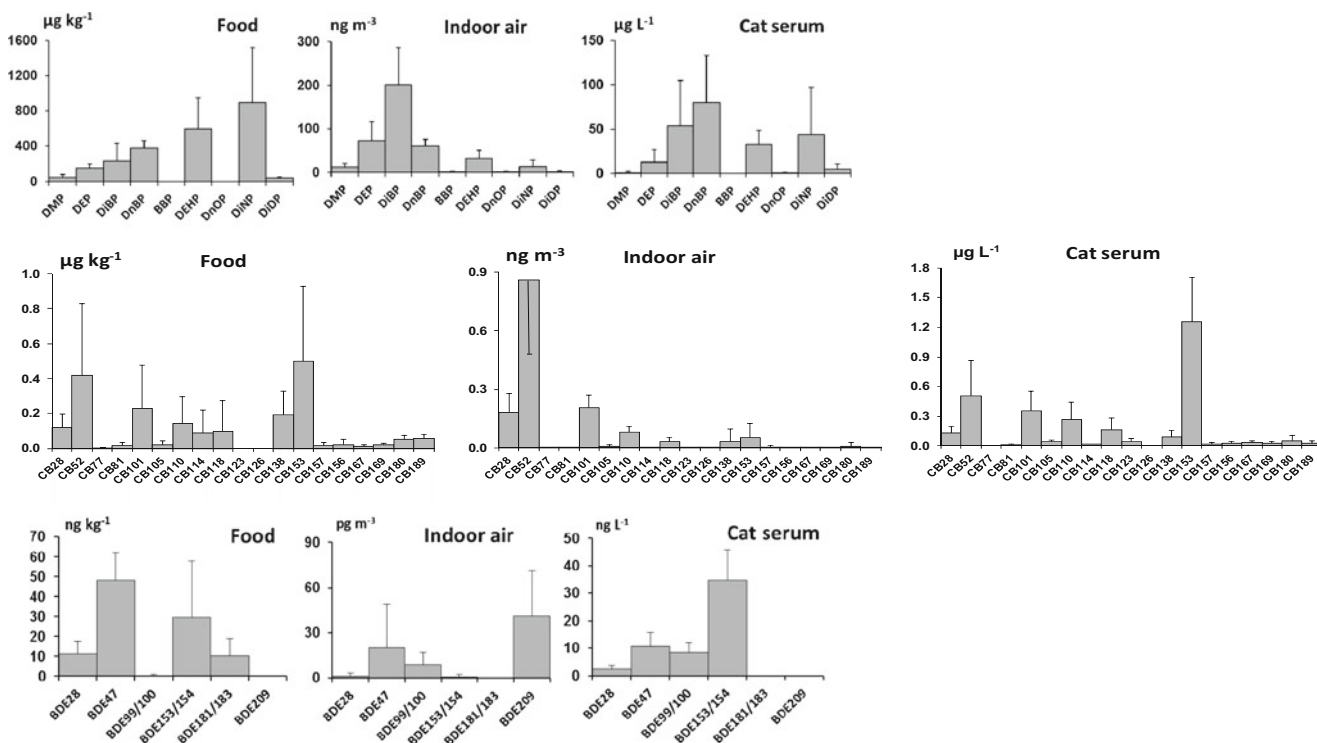 µg kg⁻¹ Food
1600
1200
800
400
0
DMP DEP DiBP DnBP BBP DEHP DnOP DiNP DiDP
ng m⁻³ Indoor air
300
200
100
0
DMP DEP DiBP DnBP BBP DEHP DnOP DiNP DiDP
µg L⁻¹ Cat serum
150
100
50
0
DMP DEP DiBP DnBP BBP DEHP DnOP DiNP DiDP
µg kg⁻¹ Food
1.0
0.8
0.6
0.4
0.2
0.0
CB28 CB52 CB77 CB81 CB101 CB105 CB110 CB114 CB118 CB123 CB126 CB138 CB153 CB157 CB156 CB167 CB169 CB180 CB189
ng m⁻³ Indoor air
0.9
0.6
0.3
0.0
CB28 CB52 CB77 CB81 CB101 CB105 CB110 CB114 CB118 CB123 CB126 CB138 CB153 CB157 CB156 CB167 CB169 CB180 CB189
µg L⁻¹ Cat serum
1.8
1.5
1.2
0.9
0.6
0.3
0.0
CB28 CB52 CB77 CB81 CB101 CB105 CB110 CB114 CB118 CB123 CB126 CB138 CB153 CB157 CB156 CB167 CB169 CB180 CB189
ng kg⁻¹ Food
70
60
50
40
30
20
10
0
BDE28 BDE47 BDE99/100 BDE153/154 BDE181/183 BDE209
pg m⁻³ Indoor air
90
60
30
0
BDE28 BDE47 BDE99/100 BDE153/154 BDE181/183 BDE209
ng L⁻¹ Cat serum
50
40
30
20
10
0
BDE28 BDE47 BDE99/100 BDE153/154 BDE181/183 BDE209